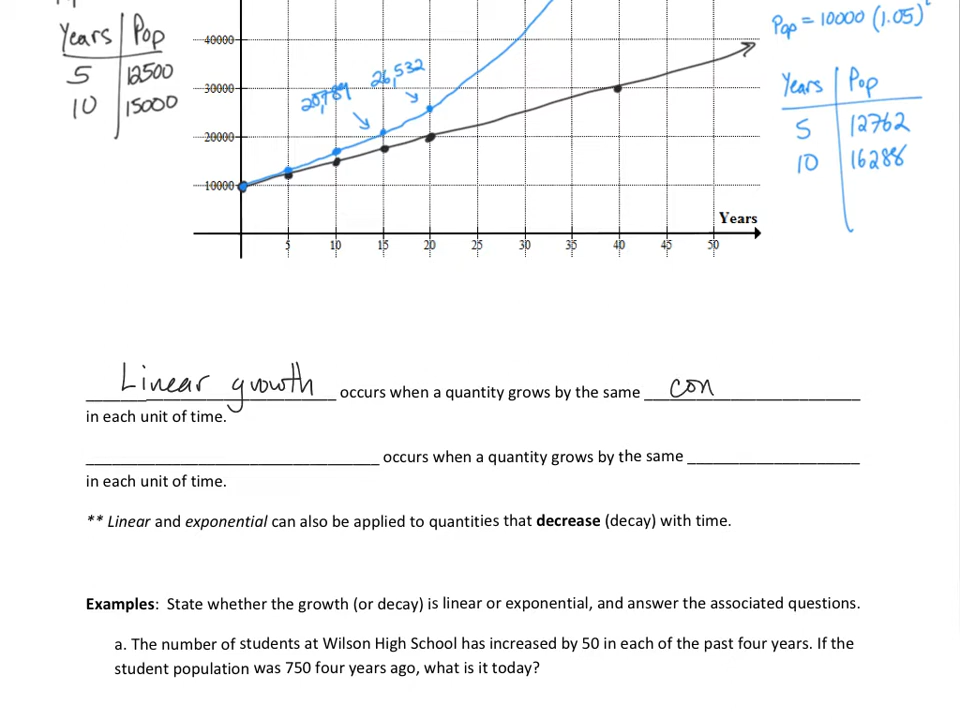 Years Pop
5 12500
10 15000
40000
30000
20000
10000
20,789
26,532
Years
5 10 15 20 25 30 35 40 45 50
Pop = 10000 (1.05)
Years Pop
5 12762
10 16288
Linear growth occurs when a quantity grows by the same con
in each unit of time.
occurs when a quantity grows by the same
in each unit of time.
** Linear and exponential can also be applied to quantities that decrease (decay) with time.
Examples: State whether the growth (or decay) is linear or exponential, and answer the associated questions.
a. The number of students at Wilson High School has increased by 50 in each of the past four years. If the
student population was 750 four years ago, what is it today?